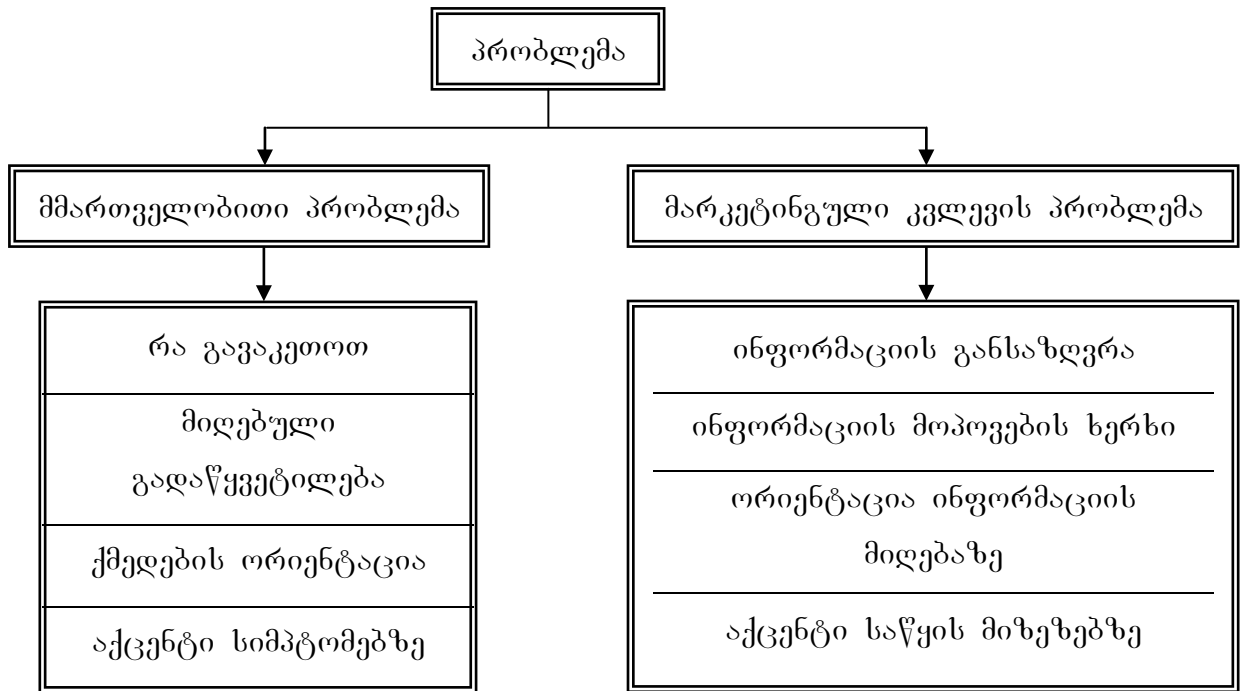 პრობლემა
მმართველობითი პრობლემა
მარკეტინგული კვლევის პრობლემა
რა გავაკეთოთ
მიღებული
გადაწყვეტილება
ქმედების ორიენტაცია
აქცენტი სიმპტომებზე
ინფორმაციის განსაზღვრა
ინფორმაციის მოპოვების ხერხი
ორიენტაცია ინფორმაციის
მიღებაზე
აქცენტი საწყის მიზეზებზე